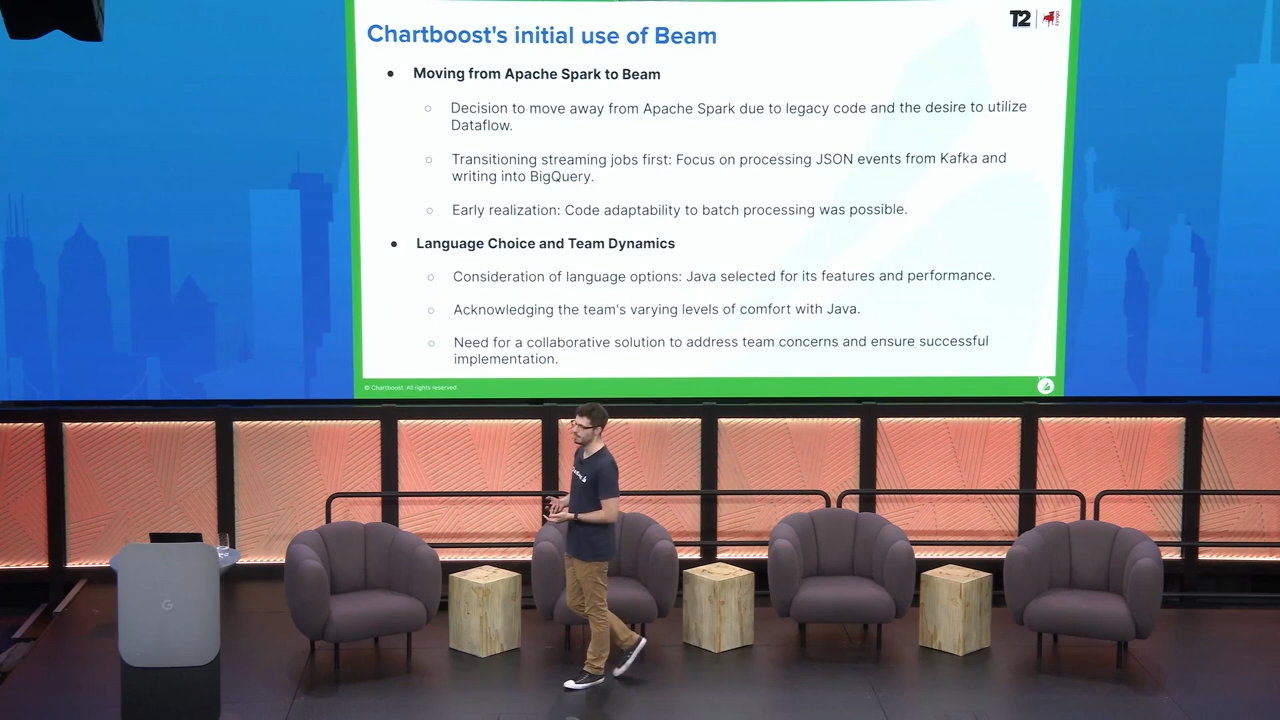 Chartboost's initial use of Beam
T2
zynga
● Moving from Apache Spark to Beam
○ Decision to move away from Apache Spark due to legacy code and the desire to utilize
Dataflow.
○ Transitioning streaming jobs first: Focus on processing JSON events from Kafka and
writing into BigQuery.
○ Early realization: Code adaptability to batch processing was possible.
● Language Choice and Team Dynamics
○ Consideration of language options: Java selected for its features and performance.
○ Acknowledging the team's varying levels of comfort with Java.
○ Need for a collaborative solution to address team concerns and ensure successful
implementation.
© Chartboost. All rights reserved.
G